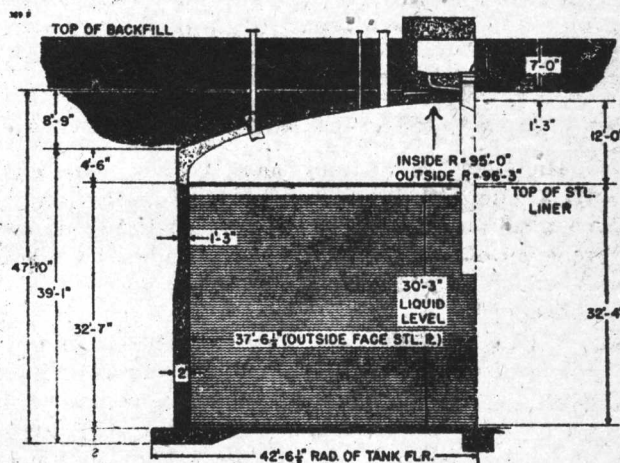 TOP OF BACKFILL
7'-0"
8'-9"
1'-3"
12'-0"
4'-6"
INSIDE R = 95'-0"
OUTSIDE R = 96'-3"
TOP OF STL.
LINER
1'-3"
47'-10"
39'-1"
30'-3"
LIQUID
LEVEL
32'-7"
32'-4"
37'-6½"(OUTSIDE FACE STL. R.)
2'
2
42'-6½" RAD. OF TANK FLR.